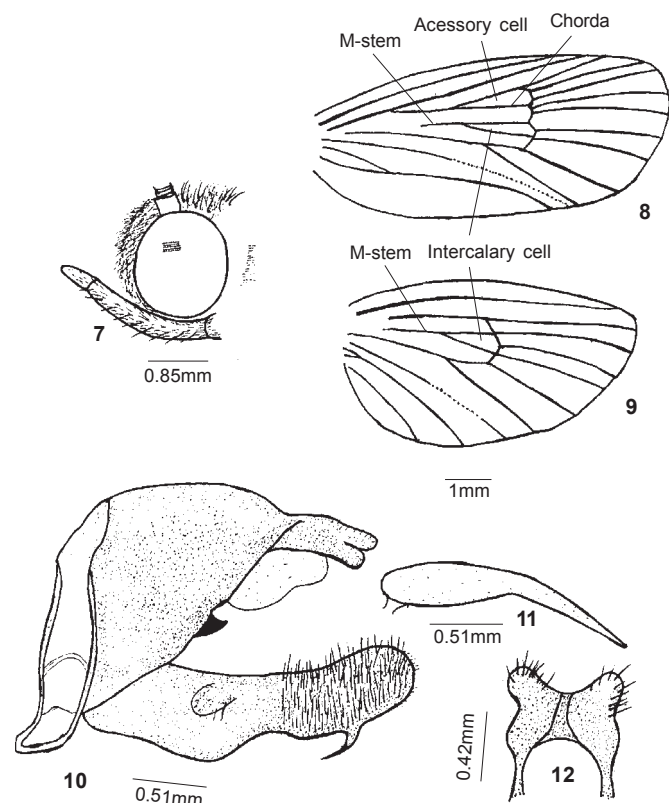 Acessory cell
Chorda
M-stem
8
7
0.85mm
M-stem
Intercalary cell
9
1mm
11
0.51mm
0.42mm
12
10
0.51mm